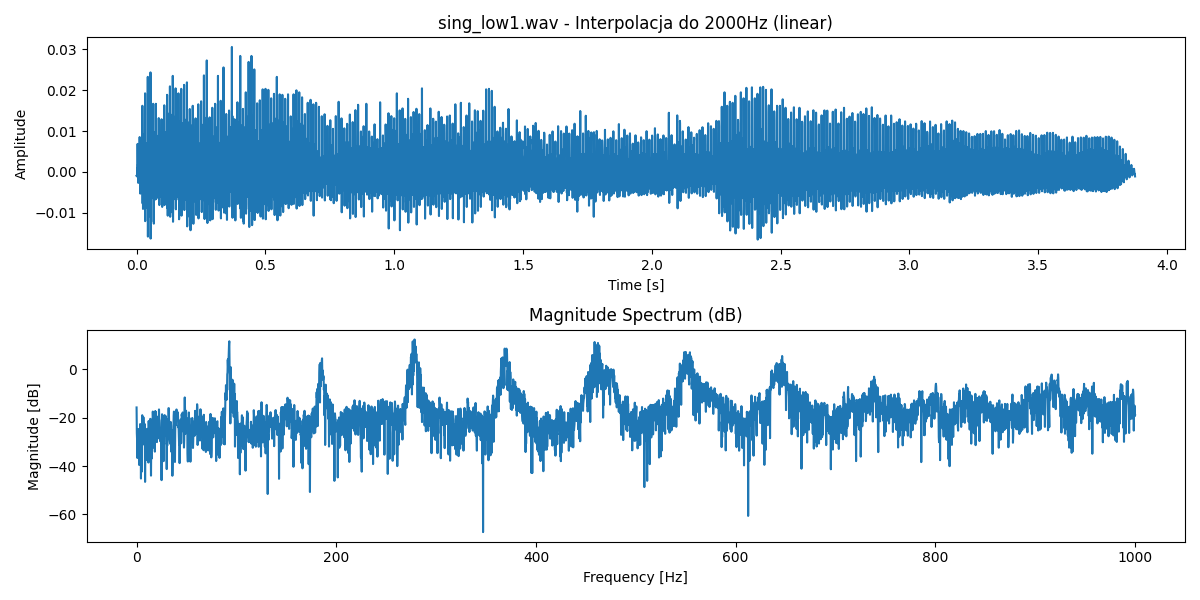 sing_low1.wav - Interpolacja do 2000Hz (linear)
0.03
0.02
0.01
0.00
−0.01
Amplitude
0.0 0.5 1.0 1.5 2.0 2.5 3.0 3.5 4.0
Time [s]
Magnitude Spectrum (dB)
0
−20
−40
−60
Magnitude [dB]
0 200 400 600 800 1000
Frequency [Hz]